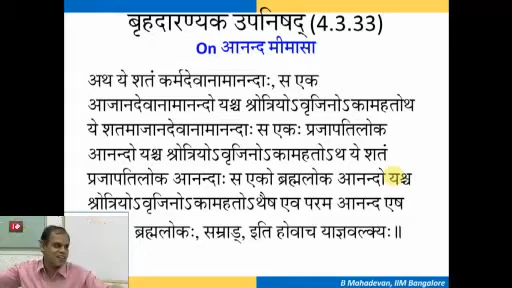 बृहदारण्यक उपनिषद् (4.3.33)
On आनन्द मीमासा
अथ ये शतं कर्मदेवानामानन्दाः, स एक
आजानदेवानामानन्दो यश्च श्रोत्रियोऽवृजिनोऽकामहतोथ
ये शतमाजानदेवानामानन्दाः स एकः प्रजापतिलोक
आनन्दो यश्च श्रोत्रियोऽवृजिनोऽकामहतोऽथ ये शतं
प्रजापतिलोक आनन्दाः स एको ब्रह्मलोक आनन्दो यश्च
श्रोत्रियोऽवृजिनोऽकामहतोऽथैष एव परम आनन्द एष
ब्रह्मलोकः, सम्राड्, इति होवाच याज्ञवल्क्यः॥
B Mahadevan, IIM Bangalore